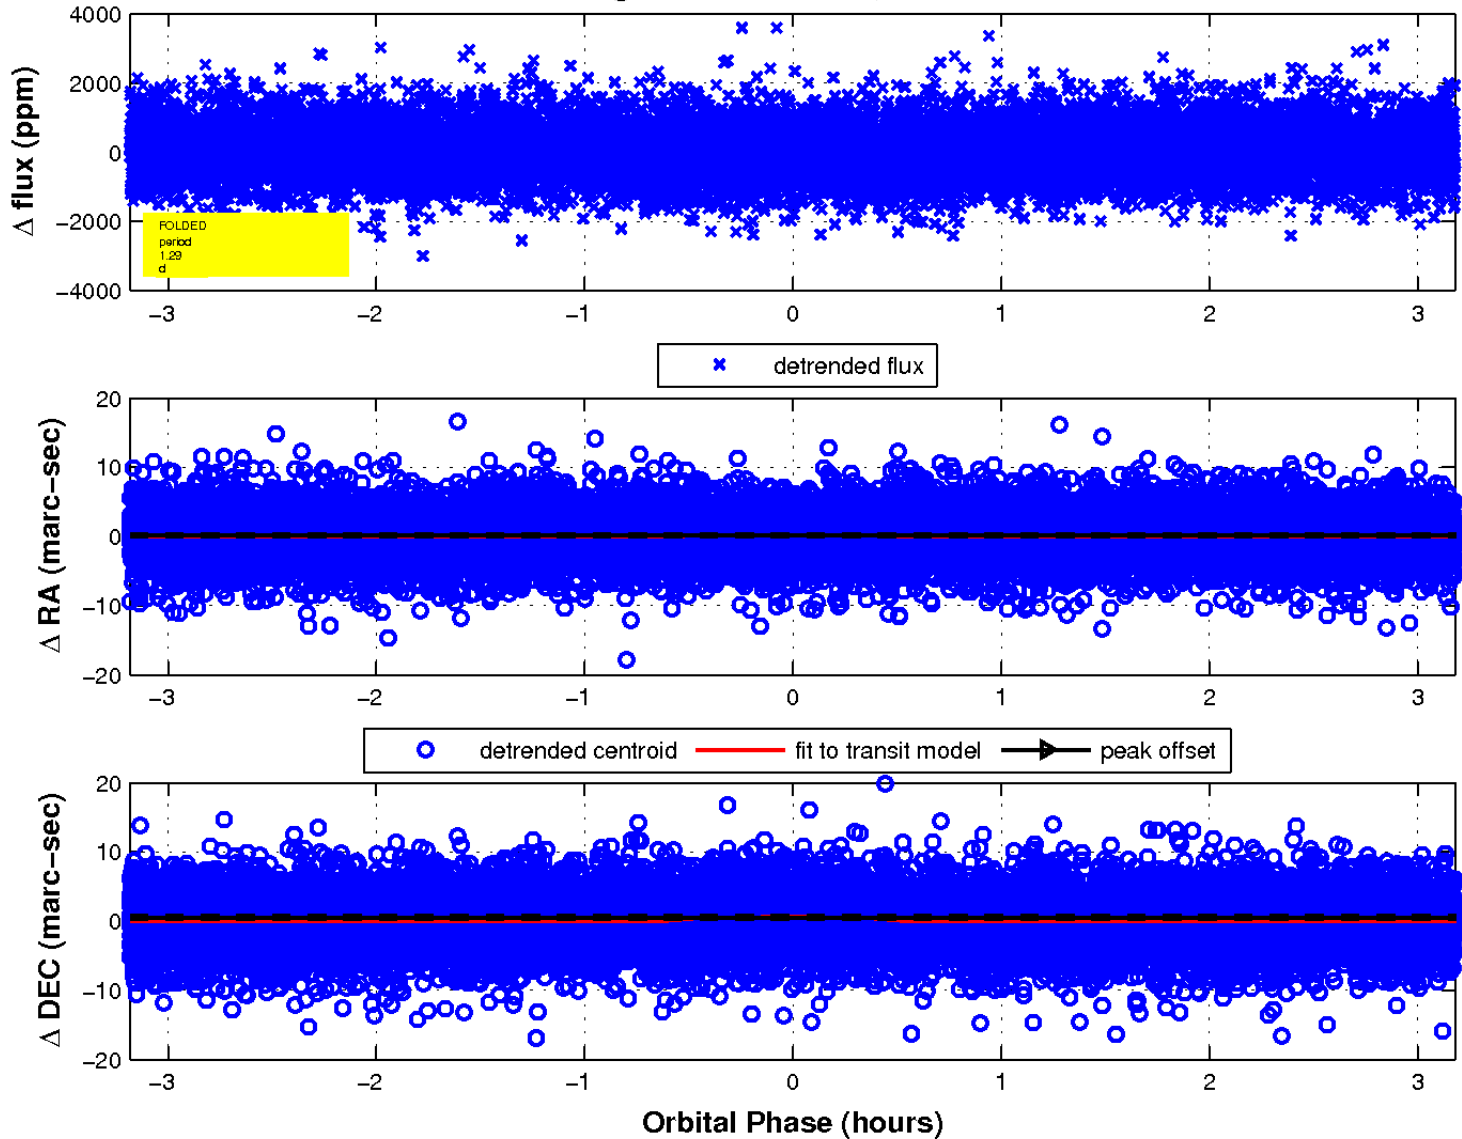 4000
2000
0
−2000
−4000
Δ flux (ppm)
FOLDED
period
1.29
d
−3 −2 −1 0 1 2 3
detrended flux
20
10
0
−10
−20
Δ RA (marc−sec)
−3 −2 −1 0 1 2 3
detrended centroid fit to transit model peak offset
20
10
0
−10
−20
Δ DEC (marc−sec)
−3 −2 −1 0 1 2 3
Orbital Phase (hours)